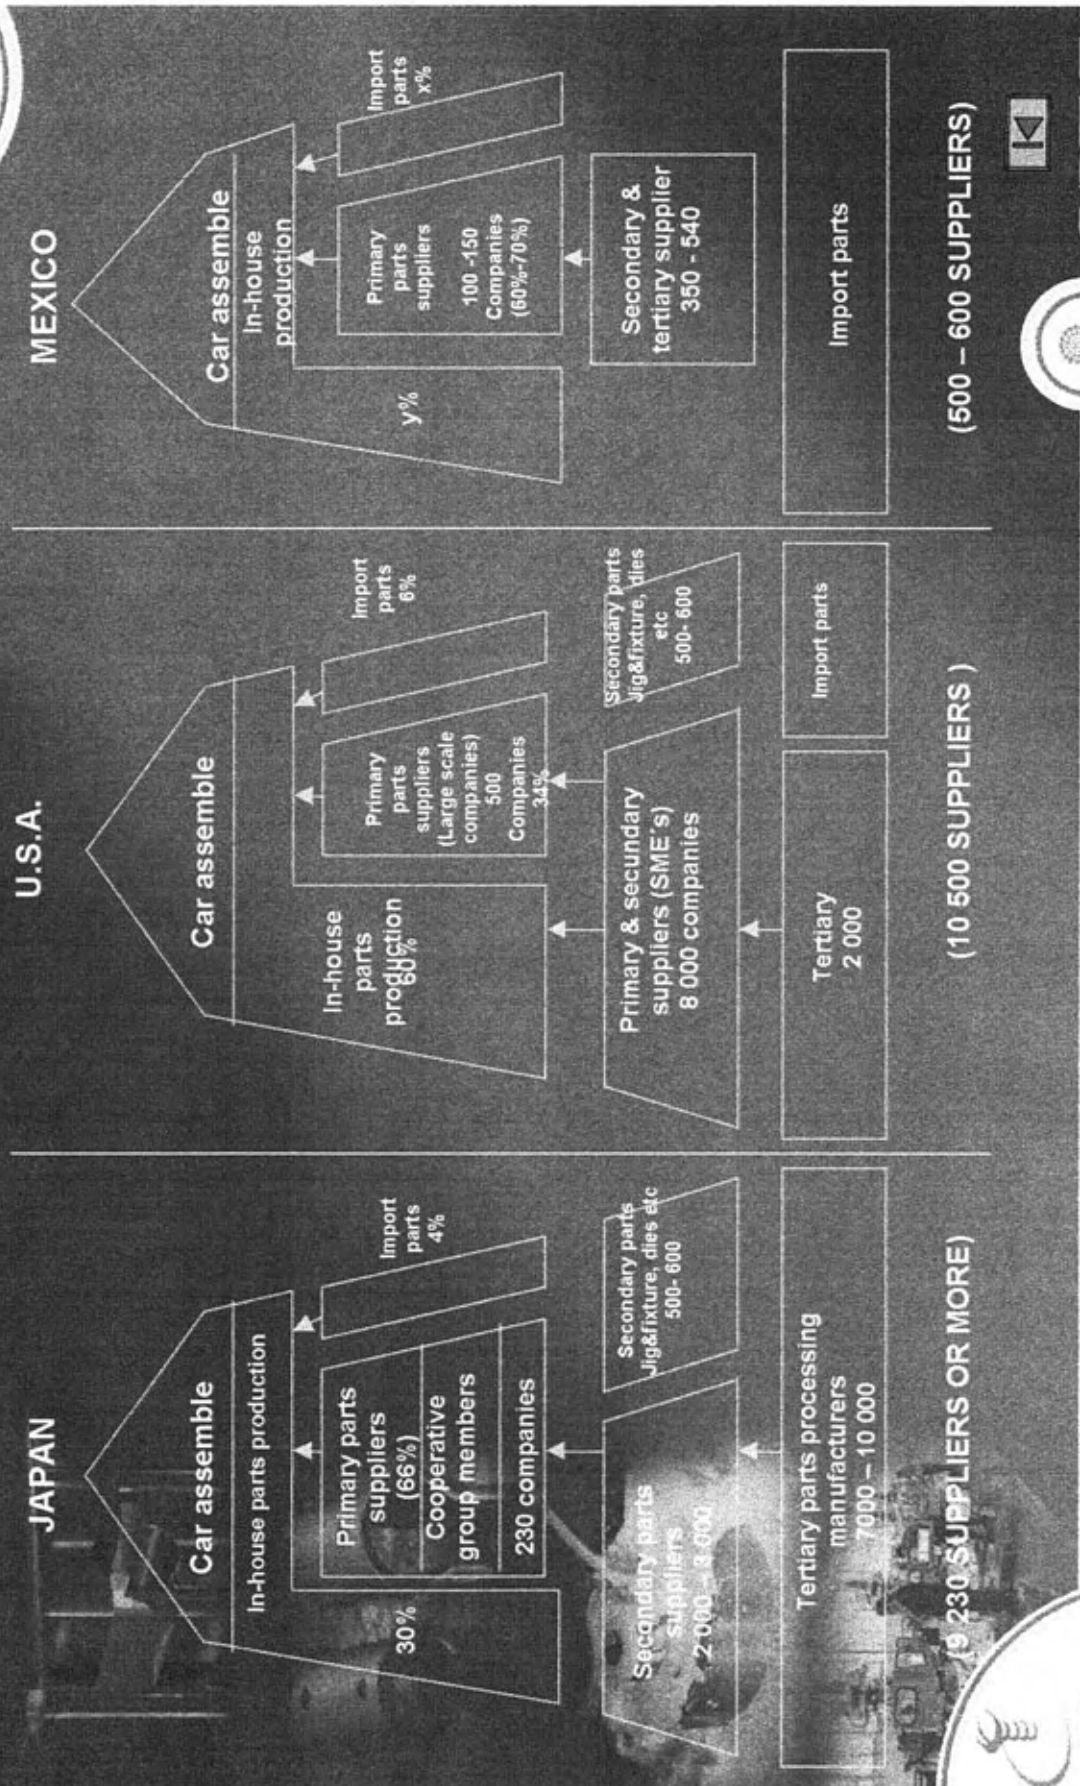 JAPAN
Car assemble
In-house parts production
30%
Primary parts
suppliers
(66%)
Cooperative
group members
230 companies
Import
parts
4%
Secondary parts
suppliers
2 000 - 3 000
Secondary parts
Jig&fixture, dies etc
500- 600
Tertiary parts processing
manufacturers
7000 – 10 000
(9 230 SUPPLIERS OR MORE)
U.S.A.
Car assemble
In-house
parts
production
60%
Primary
parts
suppliers
(Large scale
companies)
500
Companies
34%
Import
parts
6%
Primary & secundary
suppliers (SME´s)
8 000 companies
Secondary parts
Jig&fixture, dies
etc
500- 600
Tertiary
2 000
Import parts
(10 500 SUPPLIERS )
MEXICO
Car assemble
In-house
production
y%
Primary
parts
suppliers
100 -150
Companies
(60%-70%)
Import
parts
x%
Secondary &
tertiary supplier
350 - 540
Import parts
(500 – 600 SUPPLIERS)